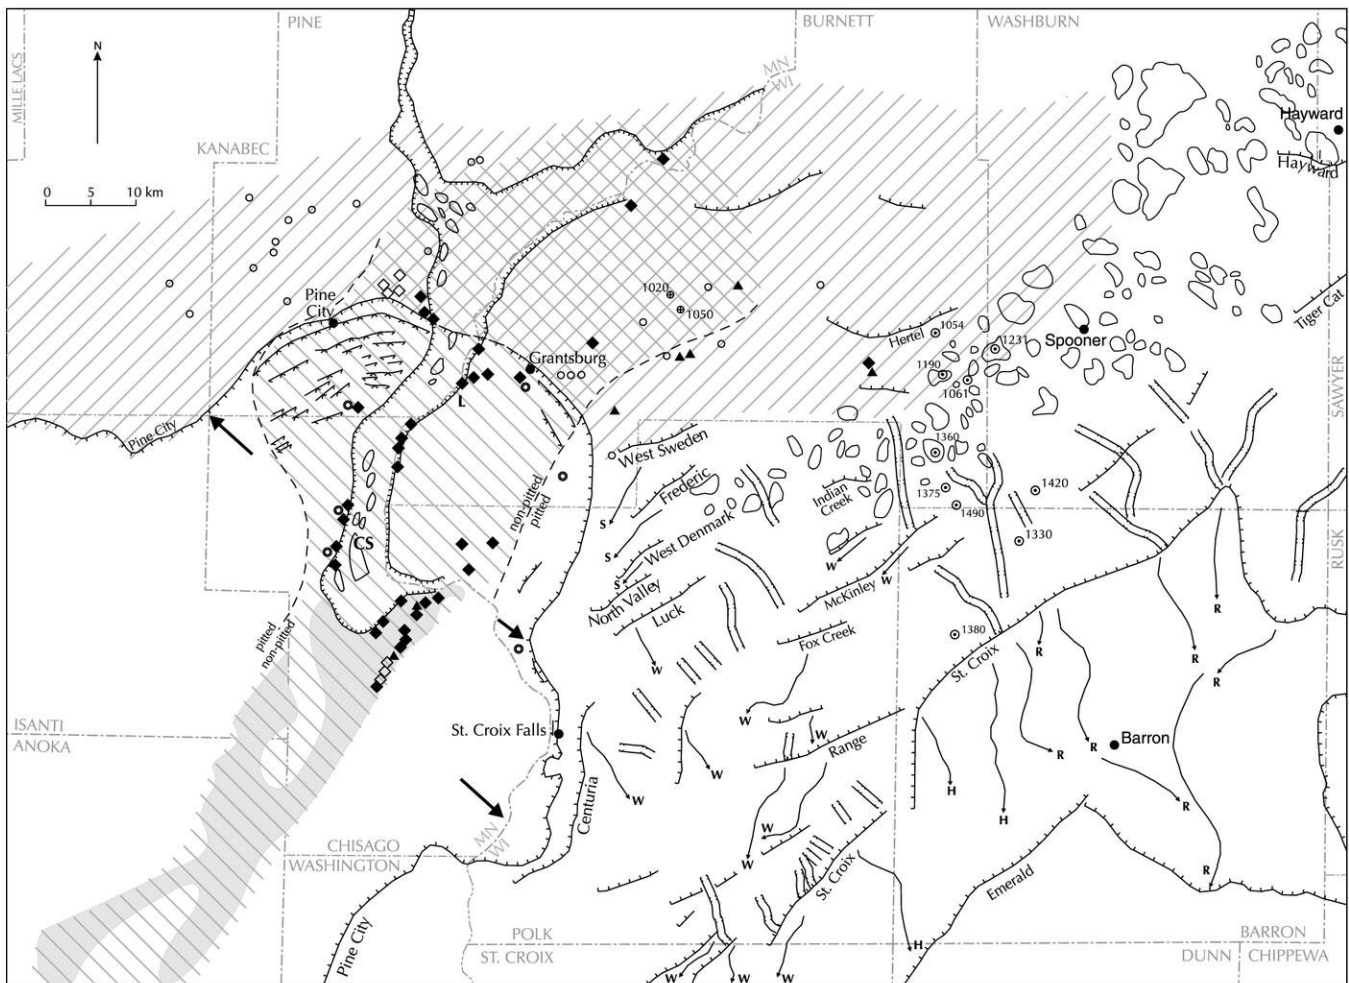 PINE
BURNETT
WASHBURN
MILLE LACS
N
MN
WI
Hayward
Hayward
KANABEC
0 5 10 km
SAWYER
Tiger Cat
1020
1050
Pine
City
Hertel
1054
1231
Spooner
1190
1061
Grantsburg
L
Pine City
West Sweden
1360
Frederic
non-pitted
pitted
Indian
Creek
1375
1420
1490
S
CS
West Denmark
1330
RUSK
S
W
W
S
McKinley
North Valley
Luck
R
pitted
non-pitted
Fox Creek
1380
St. Croix
R
R
W
R
ISANTI
ANOKA
St. Croix Falls
W
W
Range
R
Barron
R
W
H
W
R
Centuria
H
W
MN
WI
CHISAGO
WASHINGTON
W
St. Croix
R
Emerald
Pine City
POLK
ST. CROIX
H
BARRON
DUNN
CHIPPEWA
W
W
W